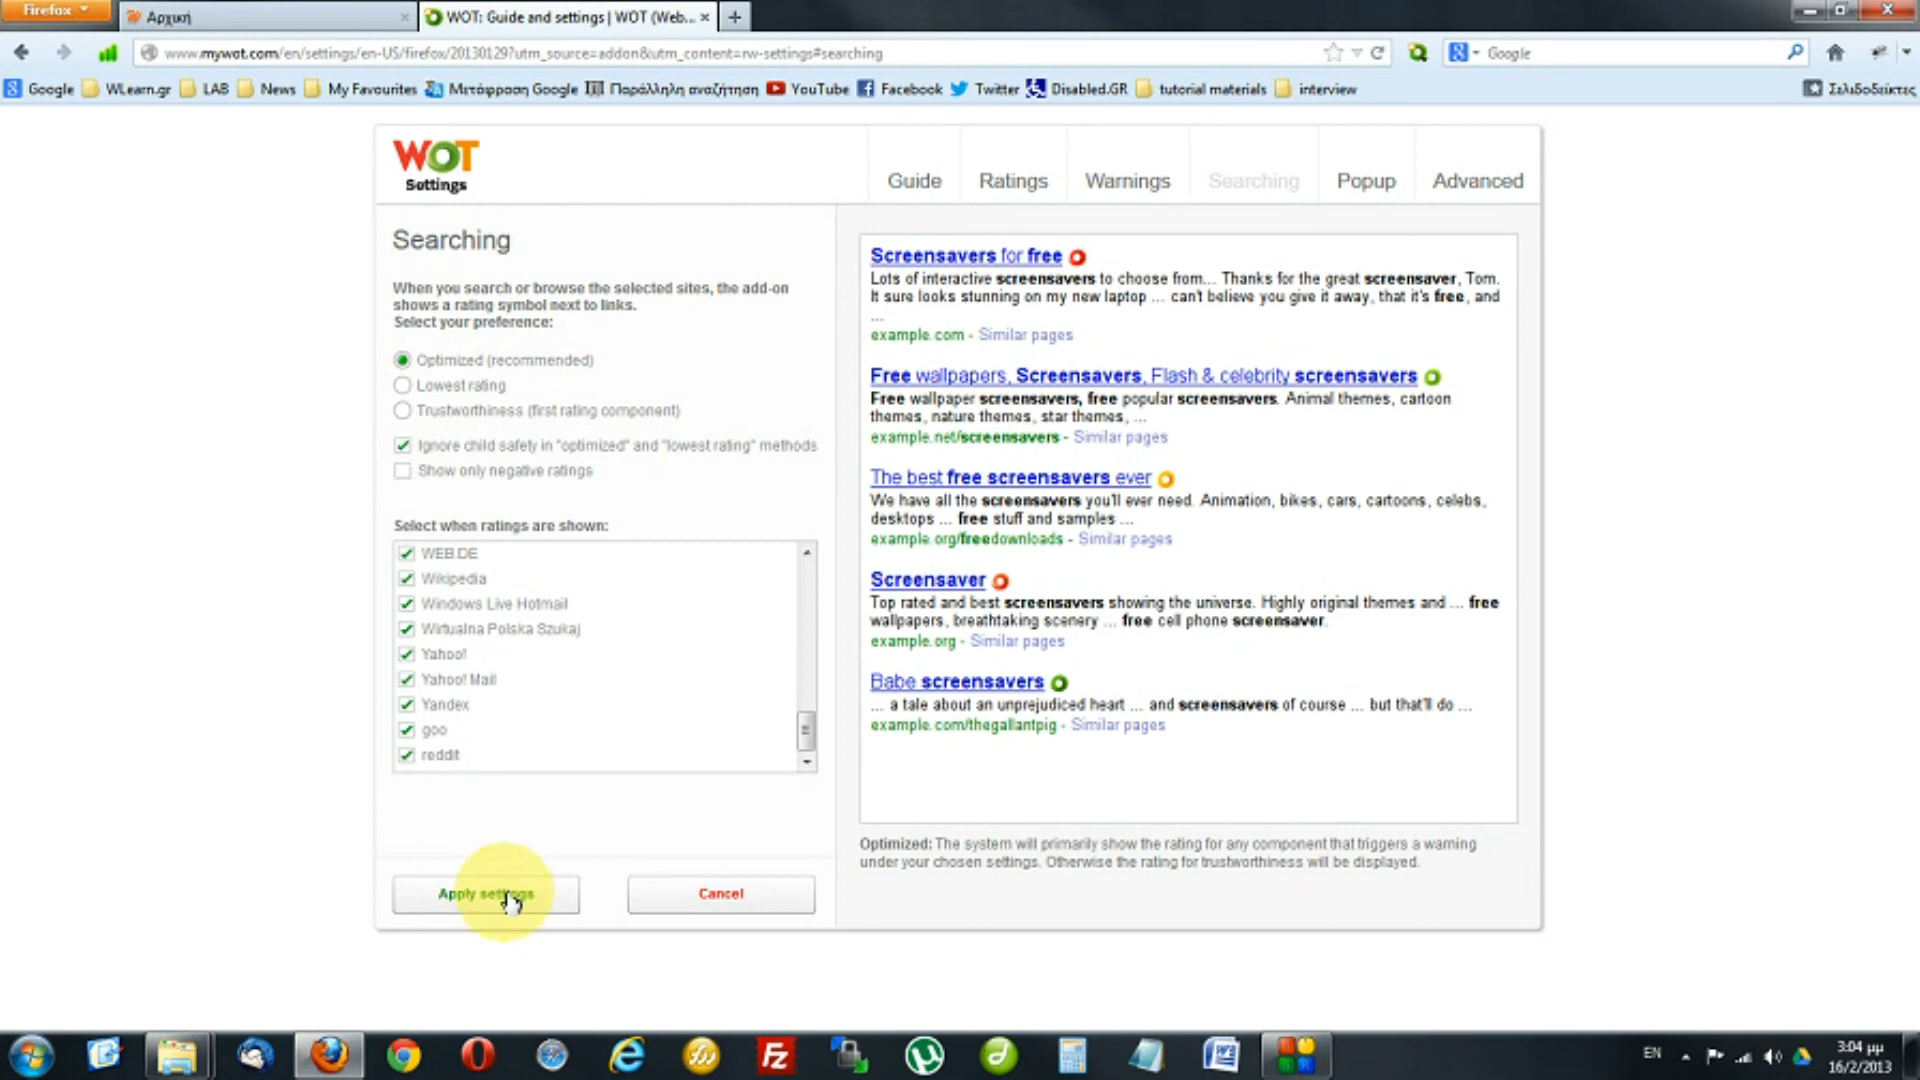 Firefox
Αρχική
WOT: Guide and settings | WOT (Web...
www.mywot.com/en/settings/en-US/firefox/20130129?utm_source=addon&utm_content=rw-settings#searching
Google
Google
WLearn.gr
LAB
News
My Favourites
Μετάφραση Google
Παράλληλη αναζήτηση
YouTube
Facebook
Twitter
Disabled.GR
tutorial materials
interview
Σελιδοδείκτες
WOT
Settings
Guide
Ratings
Warnings
Searching
Popup
Advanced
Searching
When you search or browse the selected sites, the add-on
shows a rating symbol next to links.
Select your preference:
Optimized (recommended)
Lowest rating
Trustworthiness (first rating component)
Ignore child safety in "optimized" and "lowest rating" methods
Show only negative ratings
Select when ratings are shown:
WEB.DE
Wikipedia
Windows Live Hotmail
Wirtualna Polska Szukaj
Yahoo!
Yahoo! Mail
Yandex
goo
reddit
Apply settings
Cancel
Screensavers for free
Lots of interactive screensavers to choose from... Thanks for the great screensaver, Tom.
It sure looks stunning on my new laptop ... can't believe you give it away, that it's free, and
...
example.com - Similar pages
Free wallpapers, Screensavers, Flash & celebrity screensavers
Free wallpaper screensavers, free popular screensavers. Animal themes, cartoon
themes, nature themes, star themes, ...
example.net/screensavers - Similar pages
The best free screensavers ever
We have all the screensavers you'll ever need. Animation, bikes, cars, cartoons, celebs,
desktops ... free stuff and samples ...
example.org/freedownloads - Similar pages
Screensaver
Top rated and best screensavers showing the universe. Highly original themes and ... free
wallpapers, breathtaking scenery ... free cell phone screensaver.
example.org - Similar pages
Babe screensavers
... a tale about an unprejudiced heart ... and screensavers of course ... but that'll do ...
example.com/thegallantpig - Similar pages
Optimized: The system will primarily show the rating for any component that triggers a warning
under your chosen settings. Otherwise the rating for trustworthiness will be displayed.
EN
3:04 μμ
16/2/2013